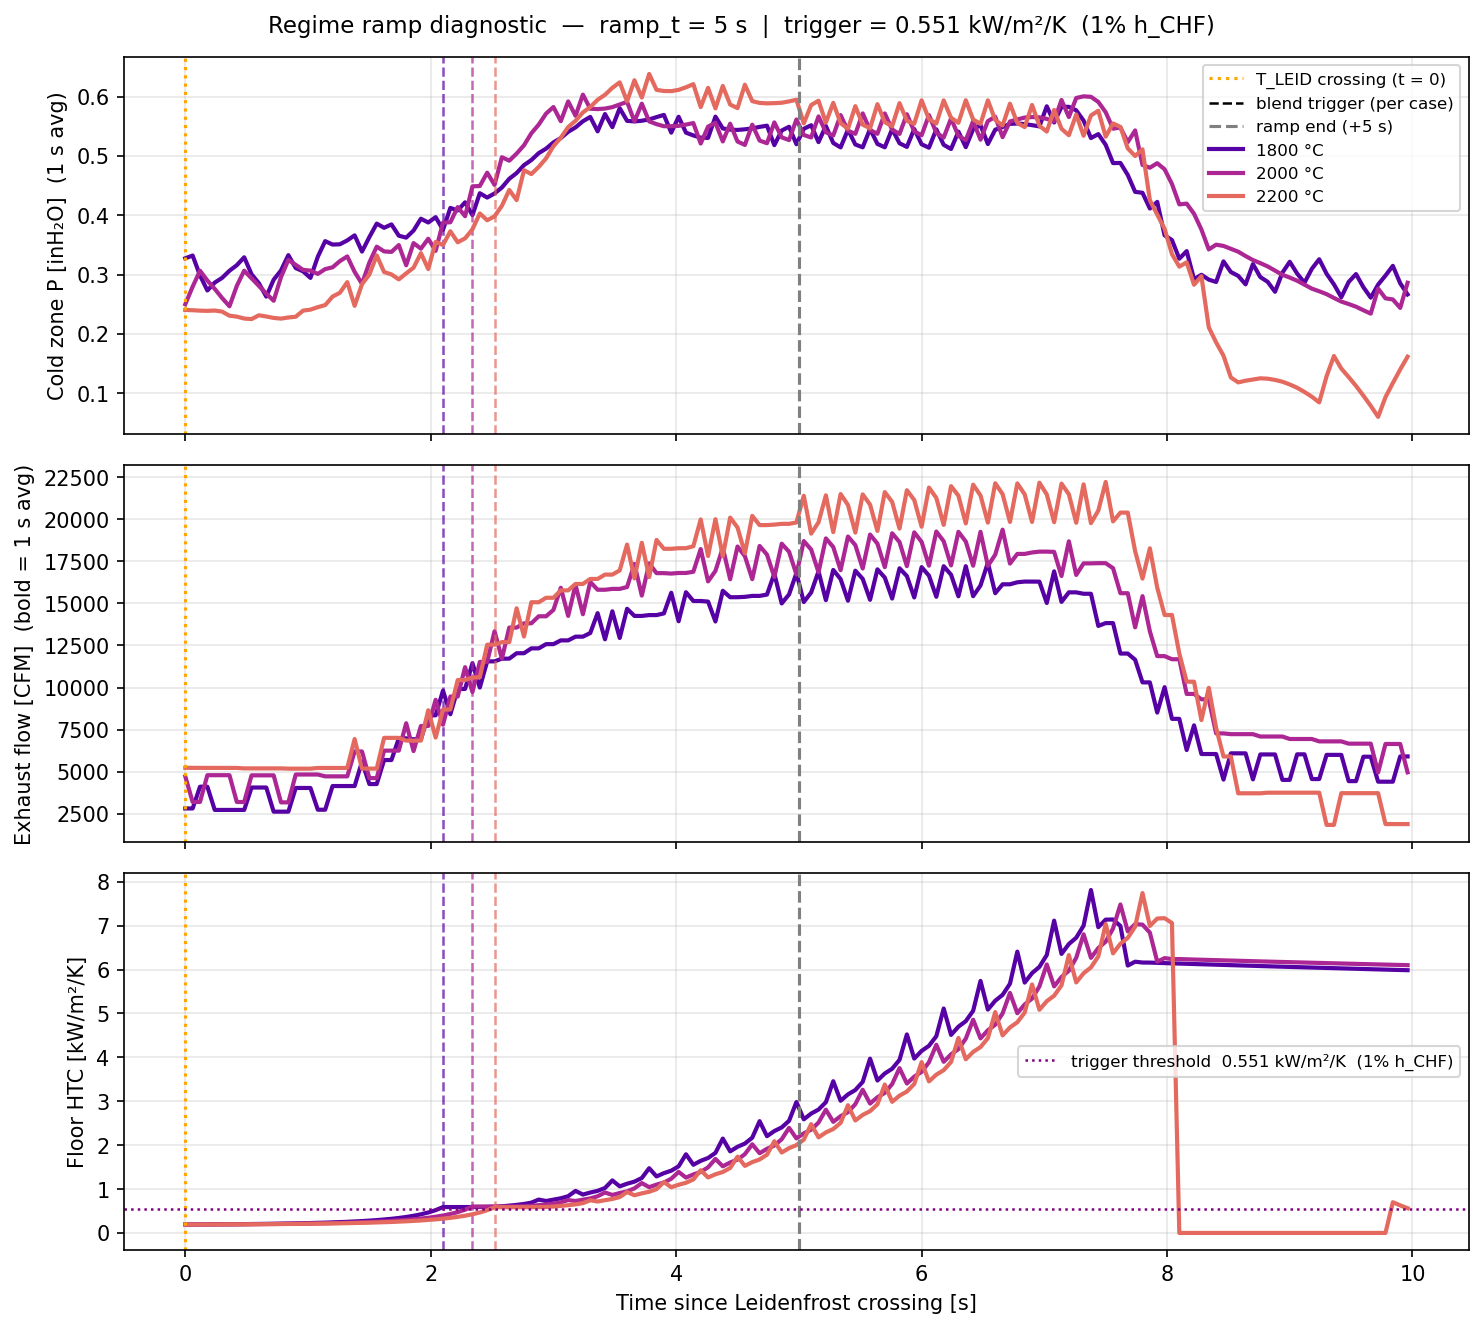 Regime ramp diagnostic — ramp_t = 5 s | trigger = 0.551 kW/m²/K (1% h_CHF)
Cold zone P [inH₂O] (1 s avg)
0.6
0.5
0.4
0.3
0.2
0.1
T_LEID crossing (t = 0)
blend trigger (per case)
ramp end (+5 s)
1800 °C
2000 °C
2200 °C
Exhaust flow [CFM] (bold = 1 s avg)
22500
20000
17500
15000
12500
10000
7500
5000
2500
Floor HTC [kW/m²/K]
8
7
6
5
4
3
2
1
0
trigger threshold 0.551 kW/m²/K (1% h_CHF)
0 2 4 6 8 10
Time since Leidenfrost crossing [s]